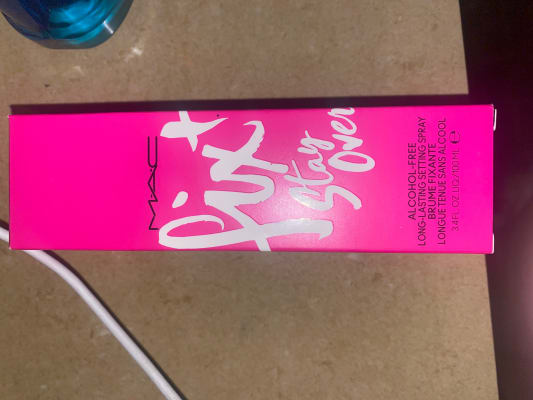 MAC
fix+
stay
over
ALCOHOL-FREE
LONG-LASTING SETTING SPRAY
BRUME FIXANTE
LONGUE TENUE SANS ALCOOL
3.4 FL.OZ.LIQ/100 ML ℮